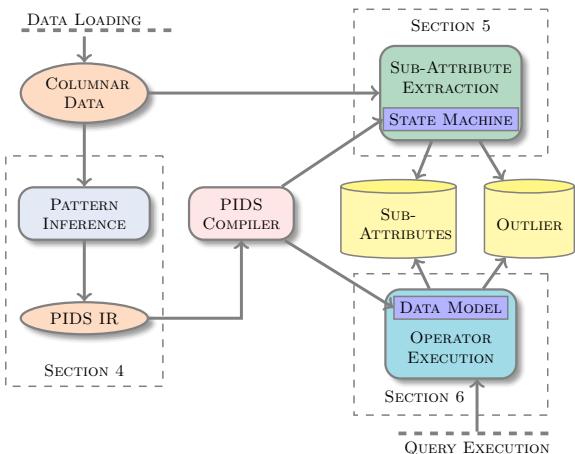 DATA LOADING
COLUMNAR
DATA
PATTERN
INFERENCE
PIDS IR
SECTION 4
PIDS
COMPILER
SECTION 5
SUB-ATTRIBUTE
EXTRACTION
STATE MACHINE
SUB-
ATTRIBUTES
OUTLIER
DATA MODEL
OPERATOR
EXECUTION
SECTION 6
QUERY EXECUTION